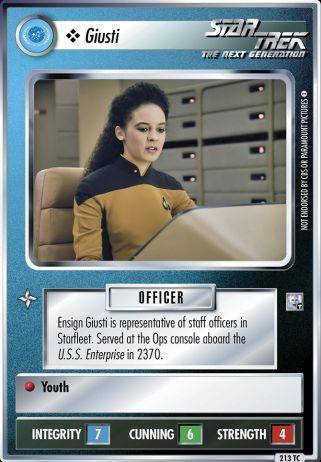 ❖ Giusti
STAR TREK
THE NEXT GENERATION
NOT ENDORSED BY CBS OR PARAMOUNT PICTURES
OFFICER
Ensign Giusti is representative of staff officers in
Starfleet. Served at the Ops console aboard the
U.S.S. Enterprise in 2370.
Youth
INTEGRITY 7 CUNNING 6 STRENGTH 4
213 TC